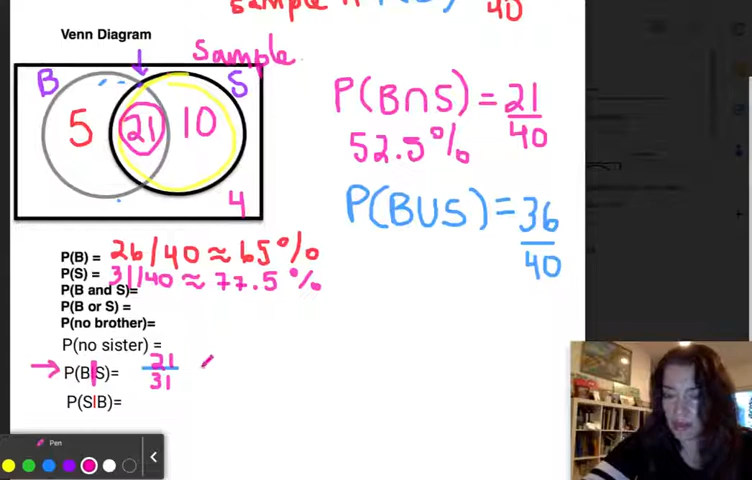 sample
P(
40
Venn Diagram
Sample
B
S
5
21
10
4
P(B∩S) = 21/40
52.5%
P(B∪S) = 36/40
P(B) = 26/40 ≈ 65%
P(S) = 31/40 ≈ 77.5%
P(B and S)=
P(B or S) =
P(no brother)=
P(no sister) =
→ P(B|S)= 21/31
P(S|B)=
Pen